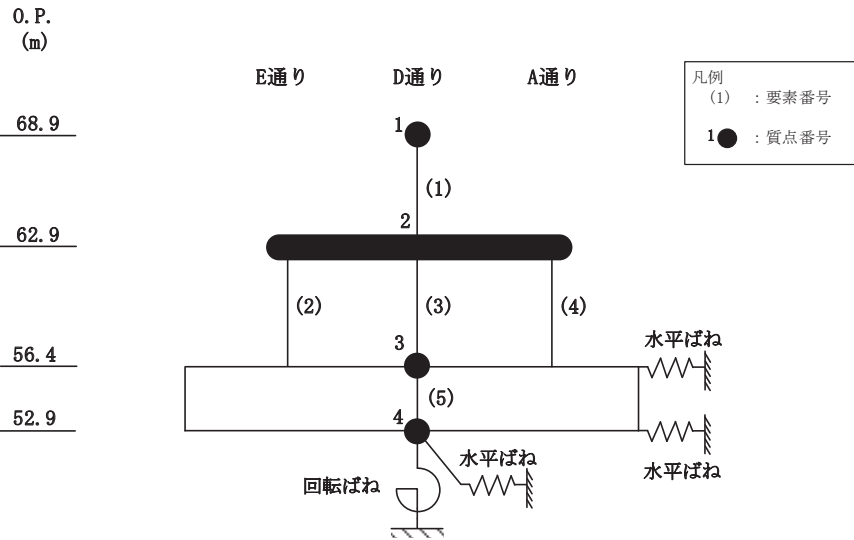 O.P.
(m)
E通り D通り A通り
凡例
(1) : 要素番号
1 : 質点番号
68.9
1
(1)
2
62.9
(2) (3) (4)
3
水平ばね
56.4
(5)
52.9
4
水平ばね
水平ばね
回転ばね